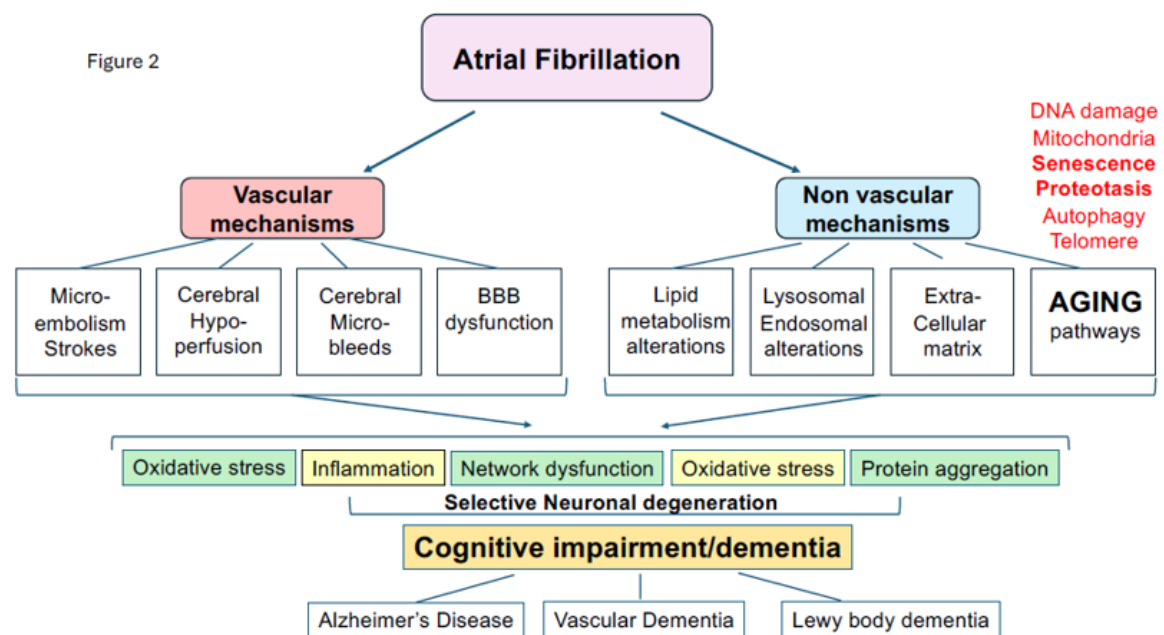 Figure 2
Atrial Fibrillation
DNA damage
Mitochondria
Senescence
Proteotasis
Autophagy
Telomere
Vascular
mechanisms
Non vascular
mechanisms
Micro-
embolism
Strokes
Cerebral
Hypo-
perfusion
Cerebral
Micro-
bleeds
BBB
dysfunction
Lipid
metabolism
alterations
Lysosomal
Endosomal
alterations
Extra-
Cellular
matrix
AGING
pathways
Oxidative stress
Inflammation
Network dysfunction
Oxidative stress
Protein aggregation
Selective Neuronal degeneration
Cognitive impairment/dementia
Alzheimer's Disease
Vascular Dementia
Lewy body dementia